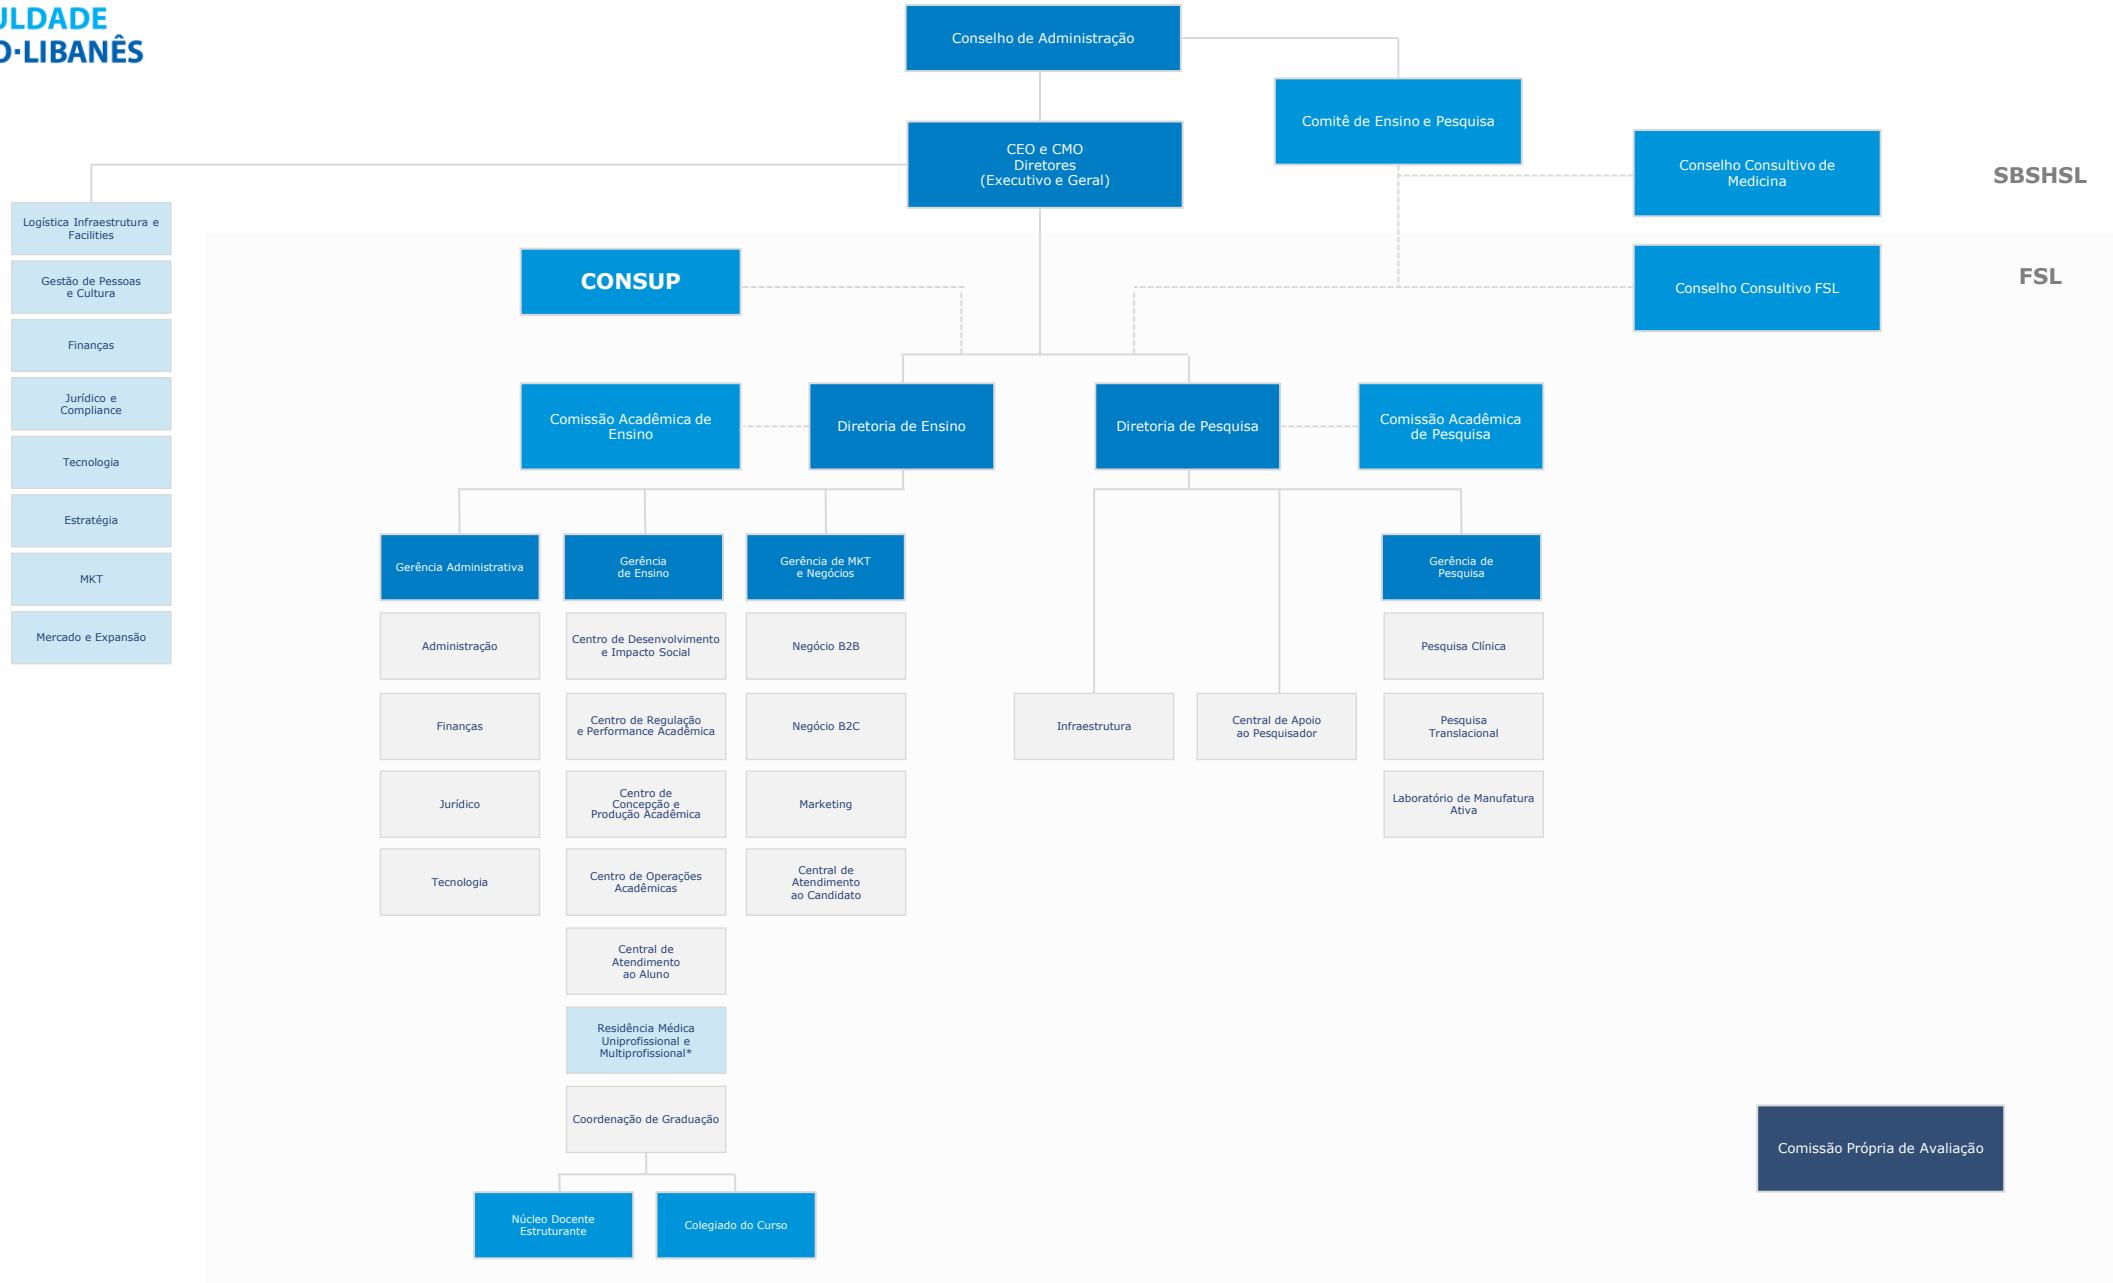 ULDADE
O·LIBANÊS
Conselho de Administração
Comitê de Ensino e Pesquisa
CEO e CMO
Diretores
(Executivo e Geral)
Conselho Consultivo de
Medicina
SBSHSL
Logística Infraestrutura e
Facilities
Gestão de Pessoas
e Cultura
Finanças
Jurídico e
Compliance
Tecnologia
Estratégia
MKT
Mercado e Expansão
CONSUP
Conselho Consultivo FSL
FSL
Comissão Acadêmica de
Ensino
Diretoria de Ensino
Diretoria de Pesquisa
Comissão Acadêmica
de Pesquisa
Gerência Administrativa
Administração
Finanças
Jurídico
Tecnologia
Gerência
de Ensino
Centro de Desenvolvimento
e Impacto Social
Centro de Regulação
e Performance Acadêmica
Centro de
Concepção e
Produção Acadêmica
Centro de Operações
Acadêmicas
Central de
Atendimento
ao Aluno
Residência Médica
Uniprofissional e
Multiprofissional*
Coordenação de Graduação
Núcleo Docente
Estruturante
Colegiado do Curso
Gerência de MKT
e Negócios
Negócio B2B
Negócio B2C
Marketing
Central de
Atendimento
ao Candidato
Infraestrutura
Central de Apoio
ao Pesquisador
Gerência de
Pesquisa
Pesquisa Clínica
Pesquisa
Translacional
Laboratório de Manufatura
Ativa
Comissão Própria de Avaliação